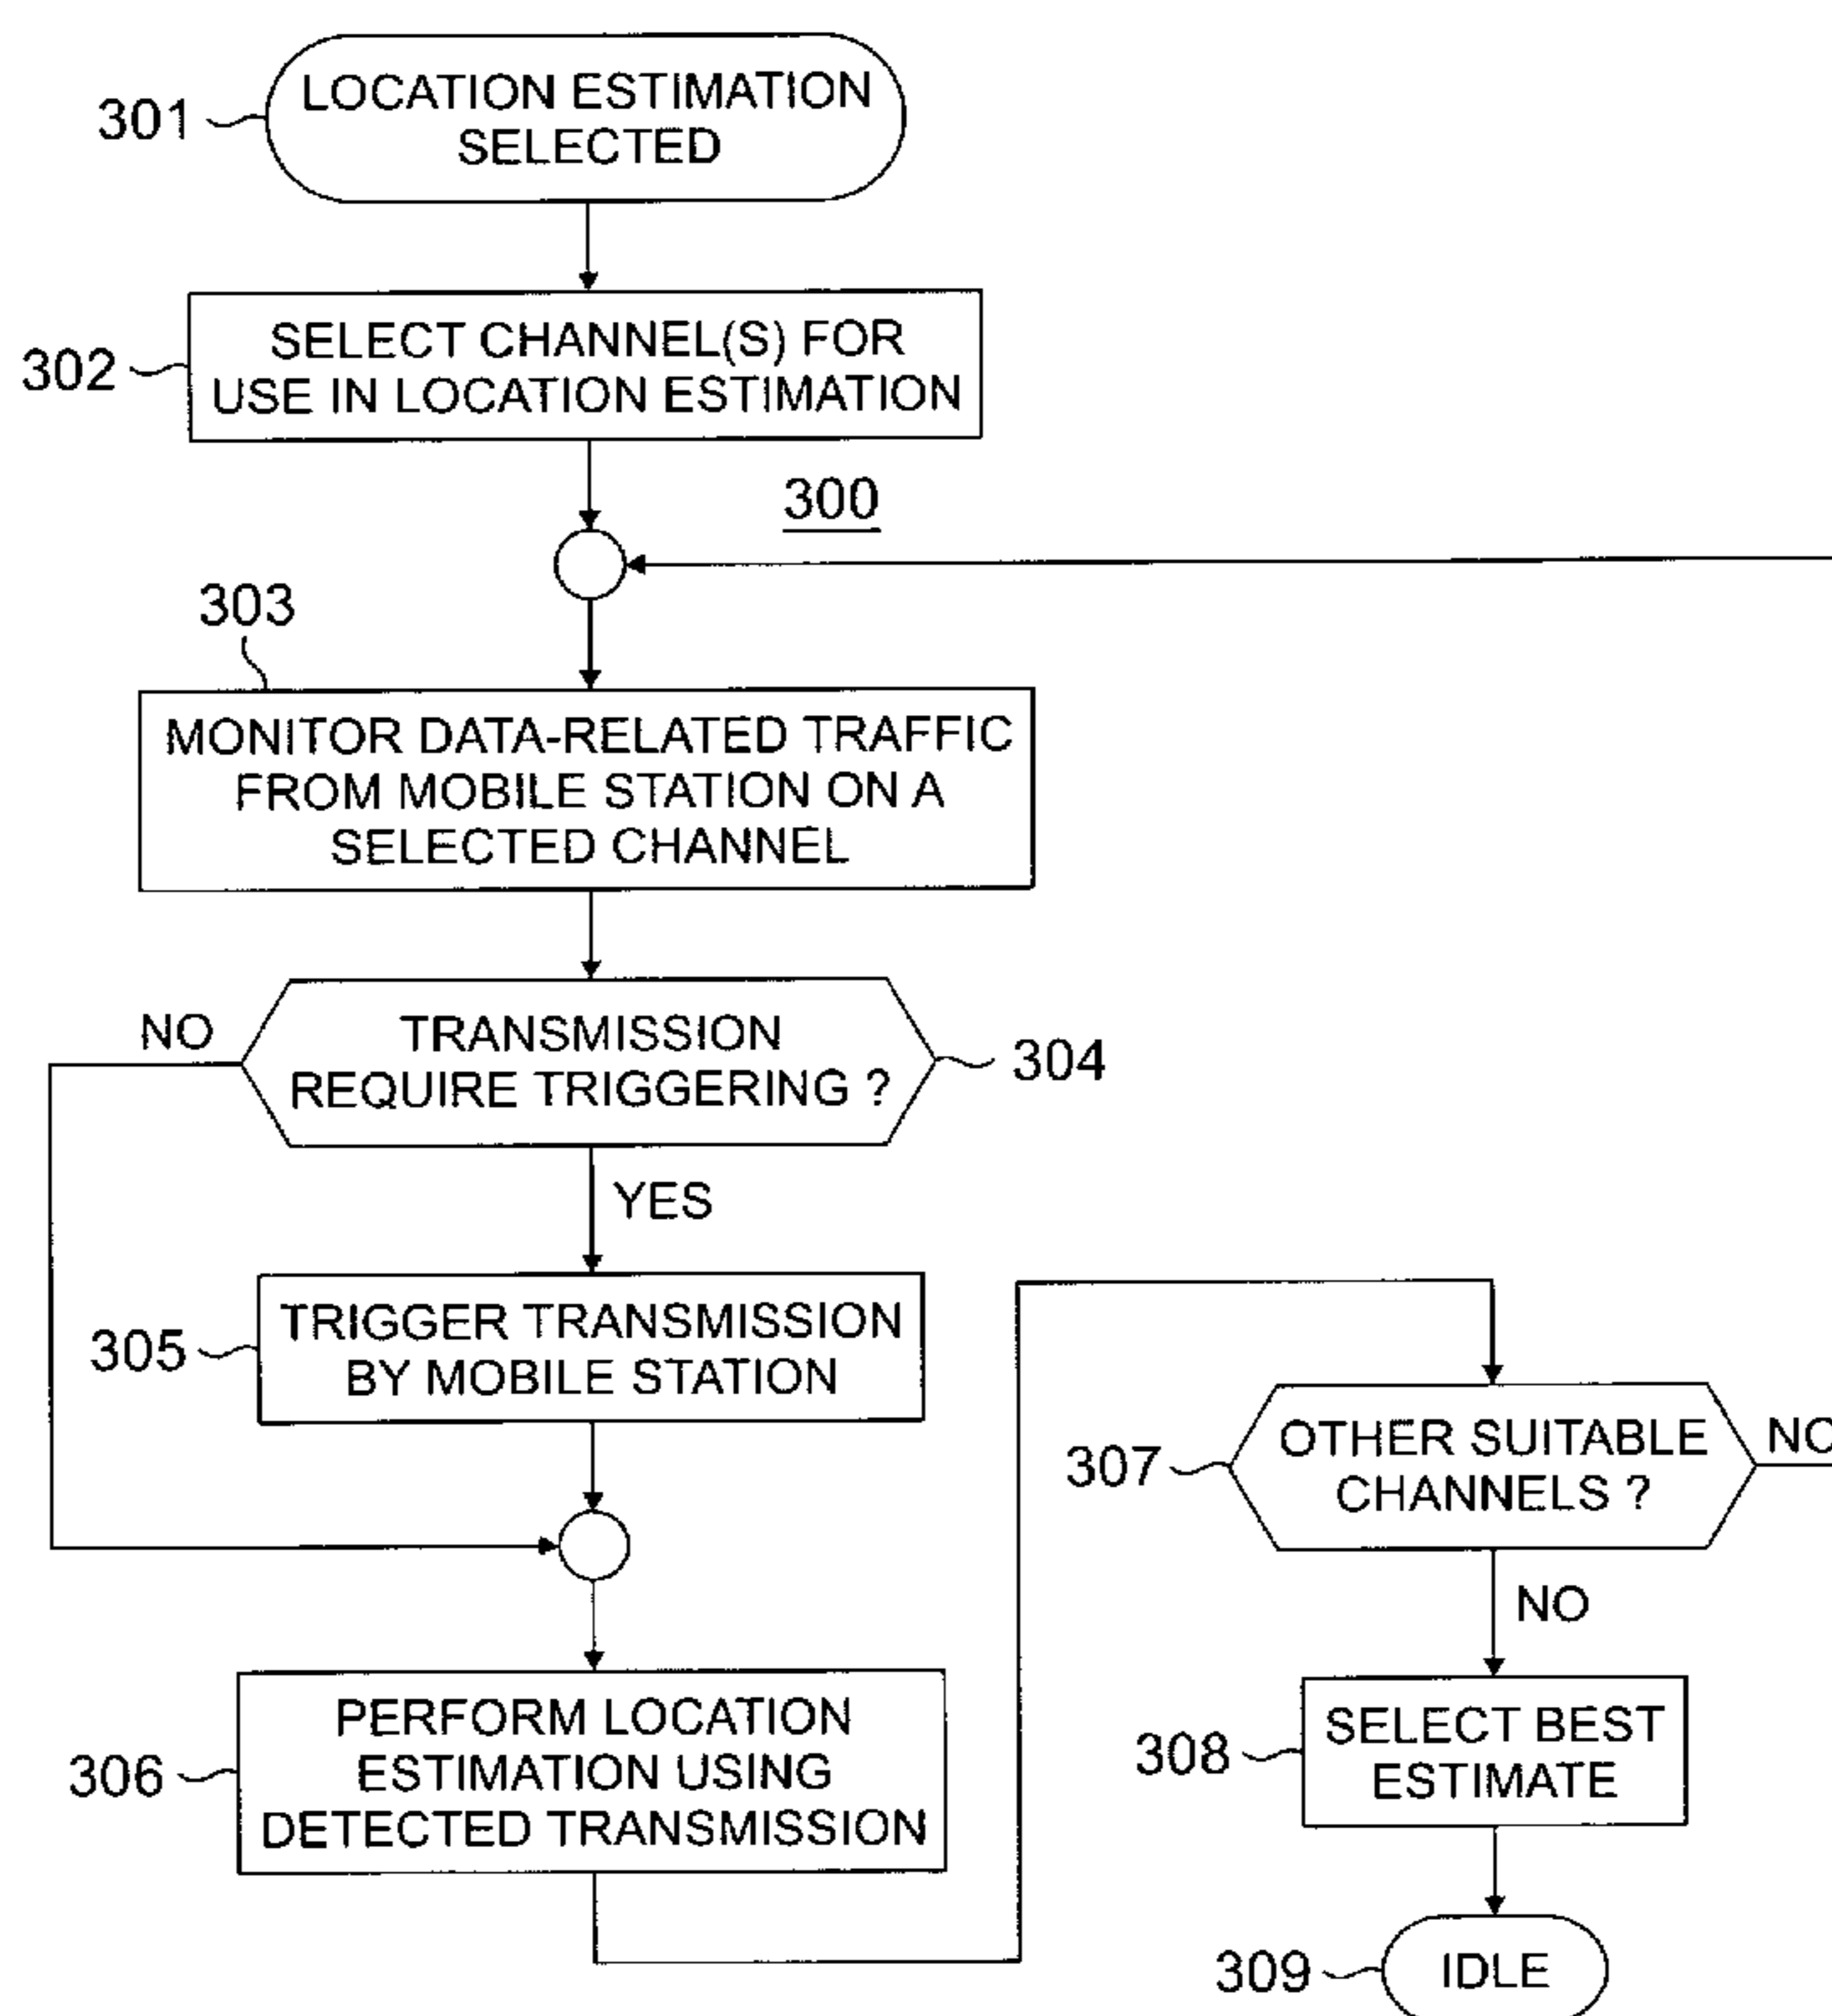 301
LOCATION ESTIMATION
SELECTED
302
SELECT CHANNEL(S) FOR
USE IN LOCATION ESTIMATION
300
303
MONITOR DATA-RELATED TRAFFIC
FROM MOBILE STATION ON A
SELECTED CHANNEL
NO
TRANSMISSION
REQUIRE TRIGGERING ?
304
YES
305
TRIGGER TRANSMISSION
BY MOBILE STATION
306
PERFORM LOCATION
ESTIMATION USING
DETECTED TRANSMISSION
307
OTHER SUITABLE
CHANNELS ?
NO
NO
308
SELECT BEST
ESTIMATE
309
IDLE